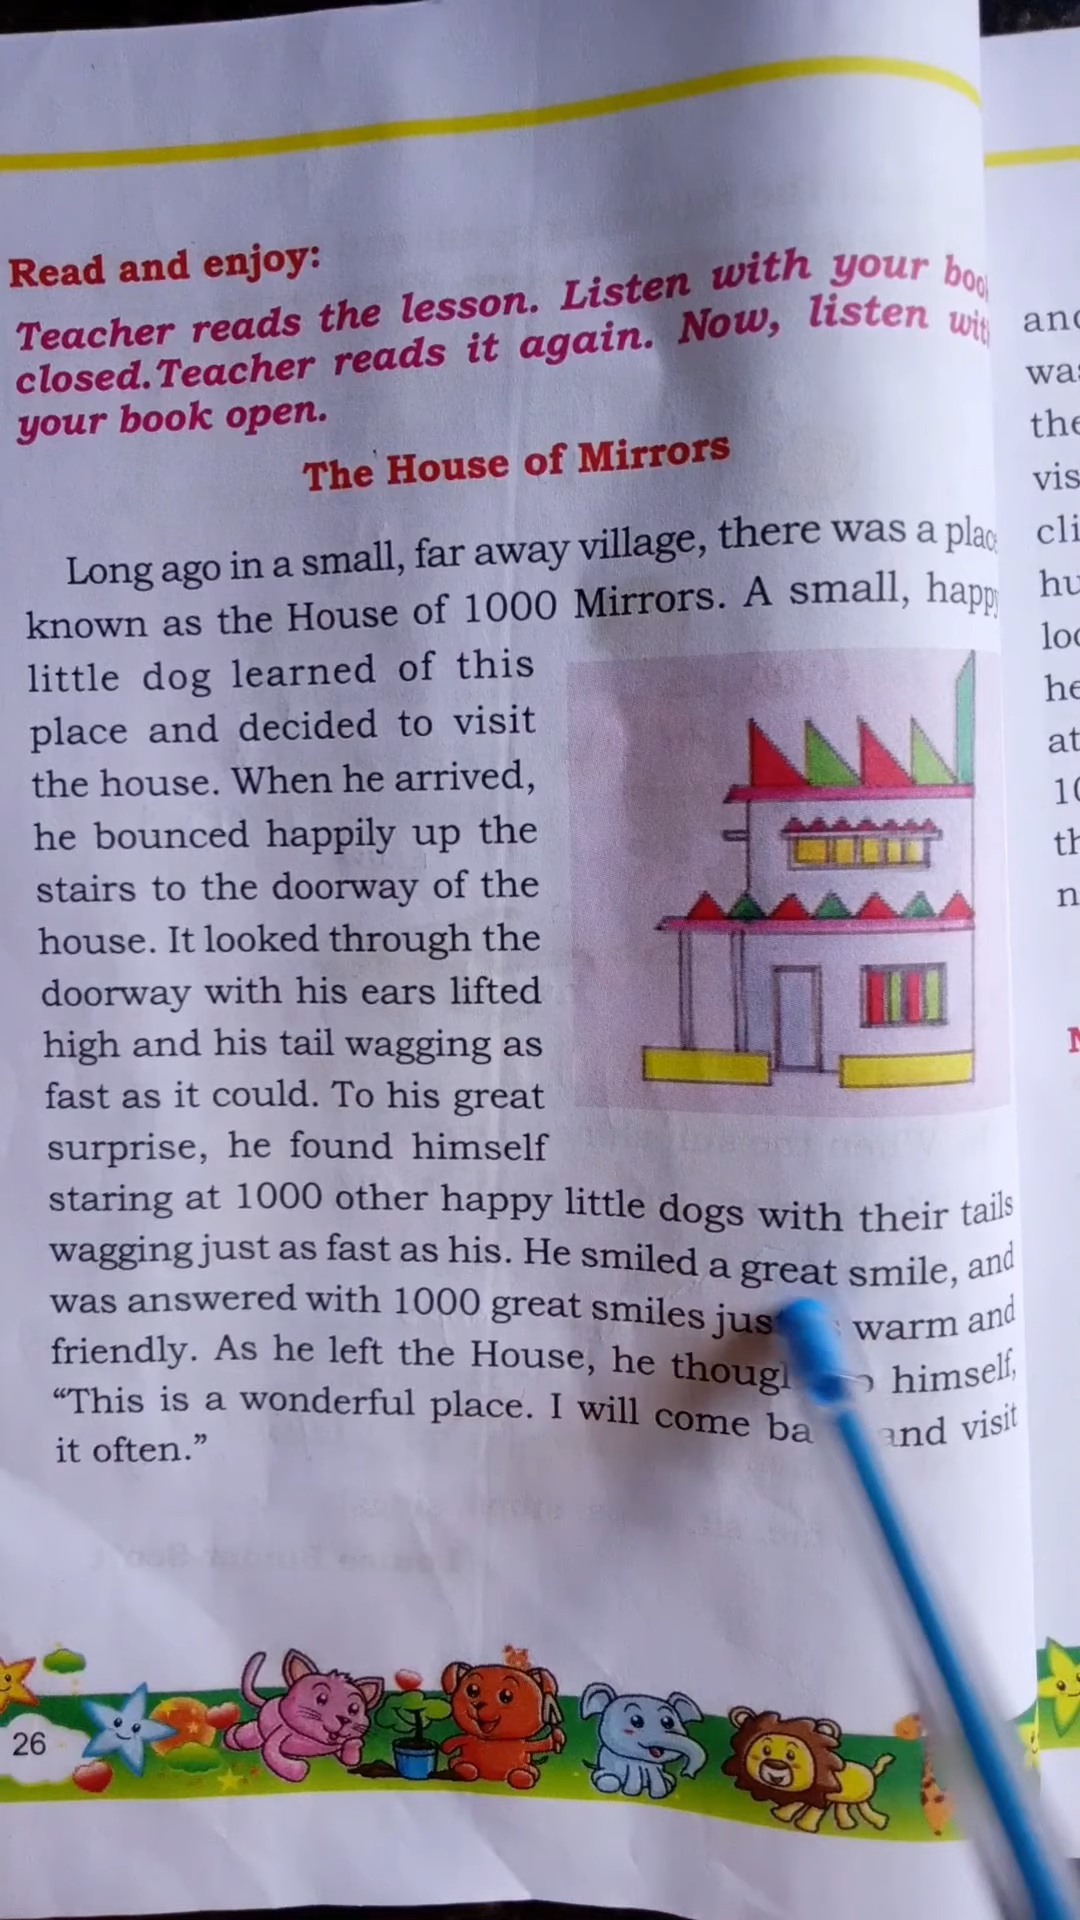 Read and enjoy:
Teacher reads the lesson. Listen with your
closed. Teacher reads it again. Now, listen
your book open.
The House of Mirrors
Long ago in a small, far away village, there was a
known as the House of 1000 Mirrors. A small,
little dog learned of this
place and decided to visit
the house. When he arrived,
he bounced happily up the
stairs to the doorway of the
house. It looked through the
doorway with his ears lifted
high and his tail wagging as
fast as it could. To his great
surprise, he found himself
staring at 1000 other happy little dogs with their tails
wagging just as fast as his. He smiled a great smile, and
was answered with 1000 great smiles warm and
friendly. As he left the House, he himself,
“This is a wonderful place. I will come and visit
it often.”
26